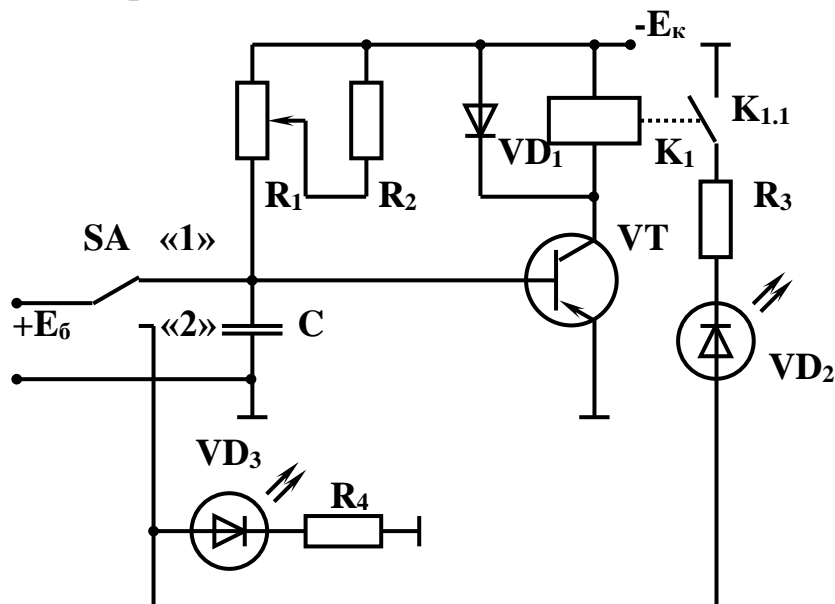 -Eк
K1.1
VD1
K1
R1
R2
R3
SA «1»
VT
+Eб
«2»
C
VD2
VD3
R4